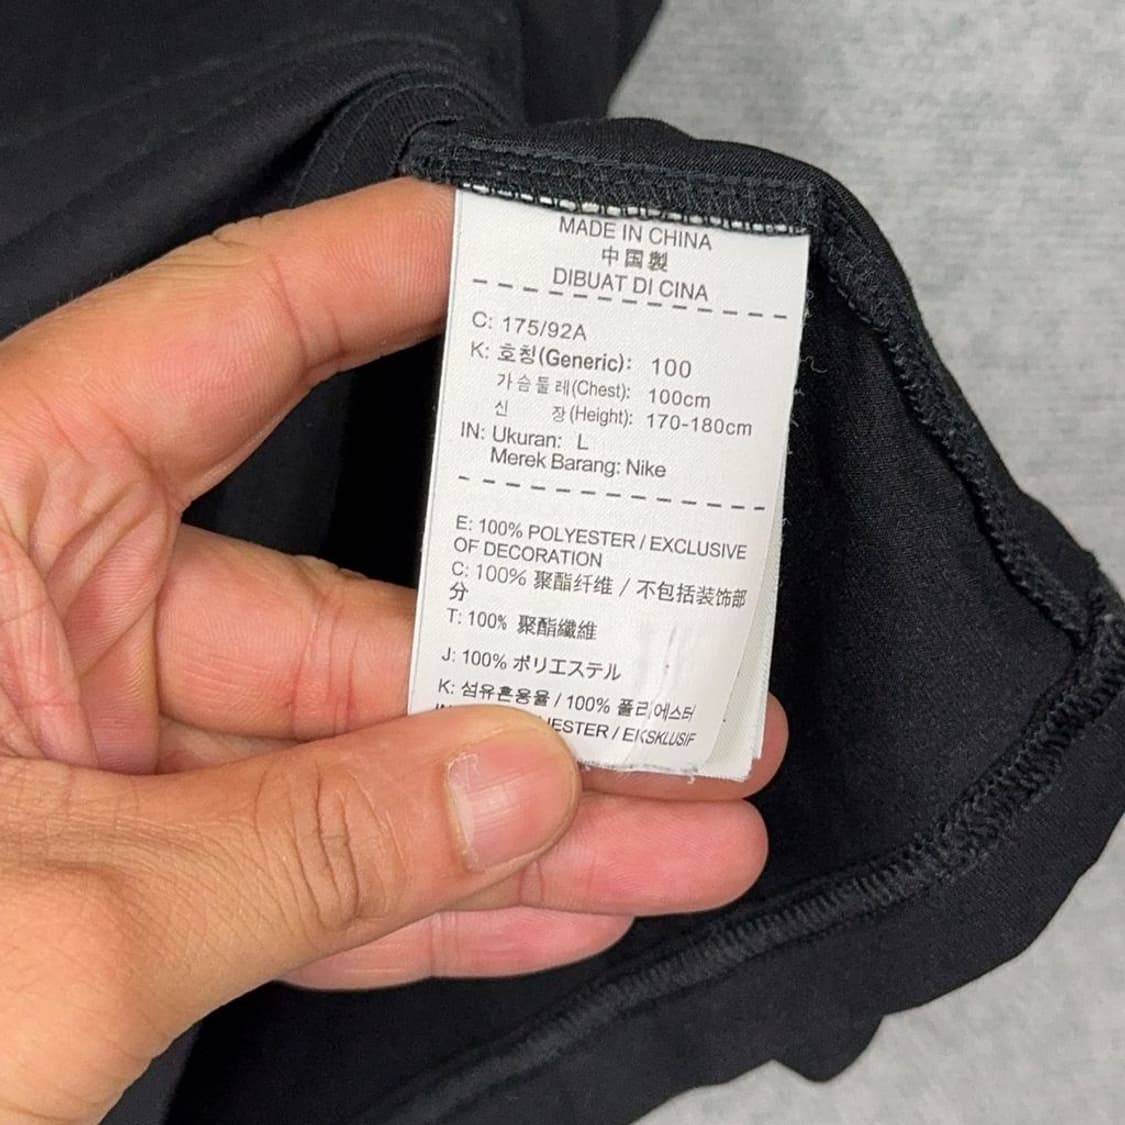 MADE IN CHINA
中国製
DIBUAT DI CINA
C: 175/92A
K: 호칭(Generic): 100
가슴둘레(Chest): 100cm
신 장(Height): 170-180cm
IN: Ukuran: L
Merek Barang: Nike
E: 100% POLYESTER / EXCLUSIVE
OF DECORATION
C: 100% 聚酯纤维 / 不包括装饰部
分
T: 100% 聚酯纖維
J: 100% ポリエステル
K: 섬유혼용율 / 100% 폴리에스터
/ EKSKLUSIF